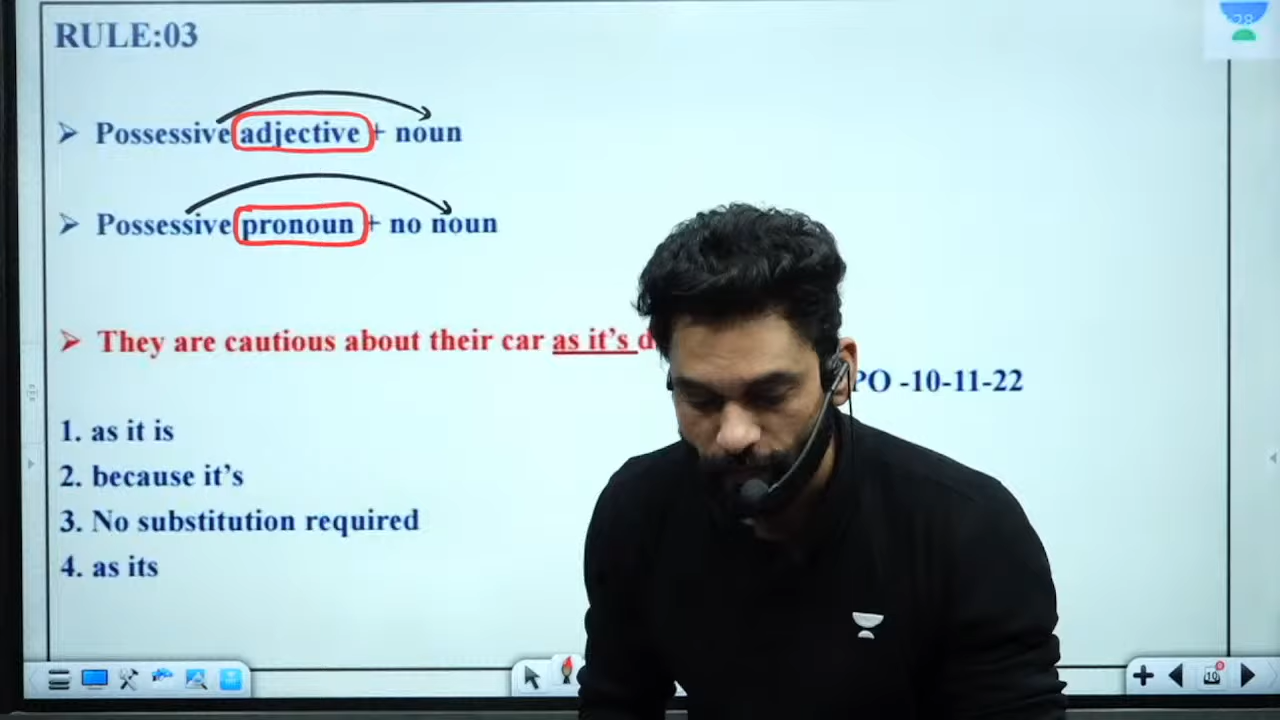 RULE:03
➢ Possessive adjective + noun
➢ Possessive pronoun + no noun
➢ They are cautious about their car as it's
PO -10-11-22
1. as it is
2. because it's
3. No substitution required
4. as its